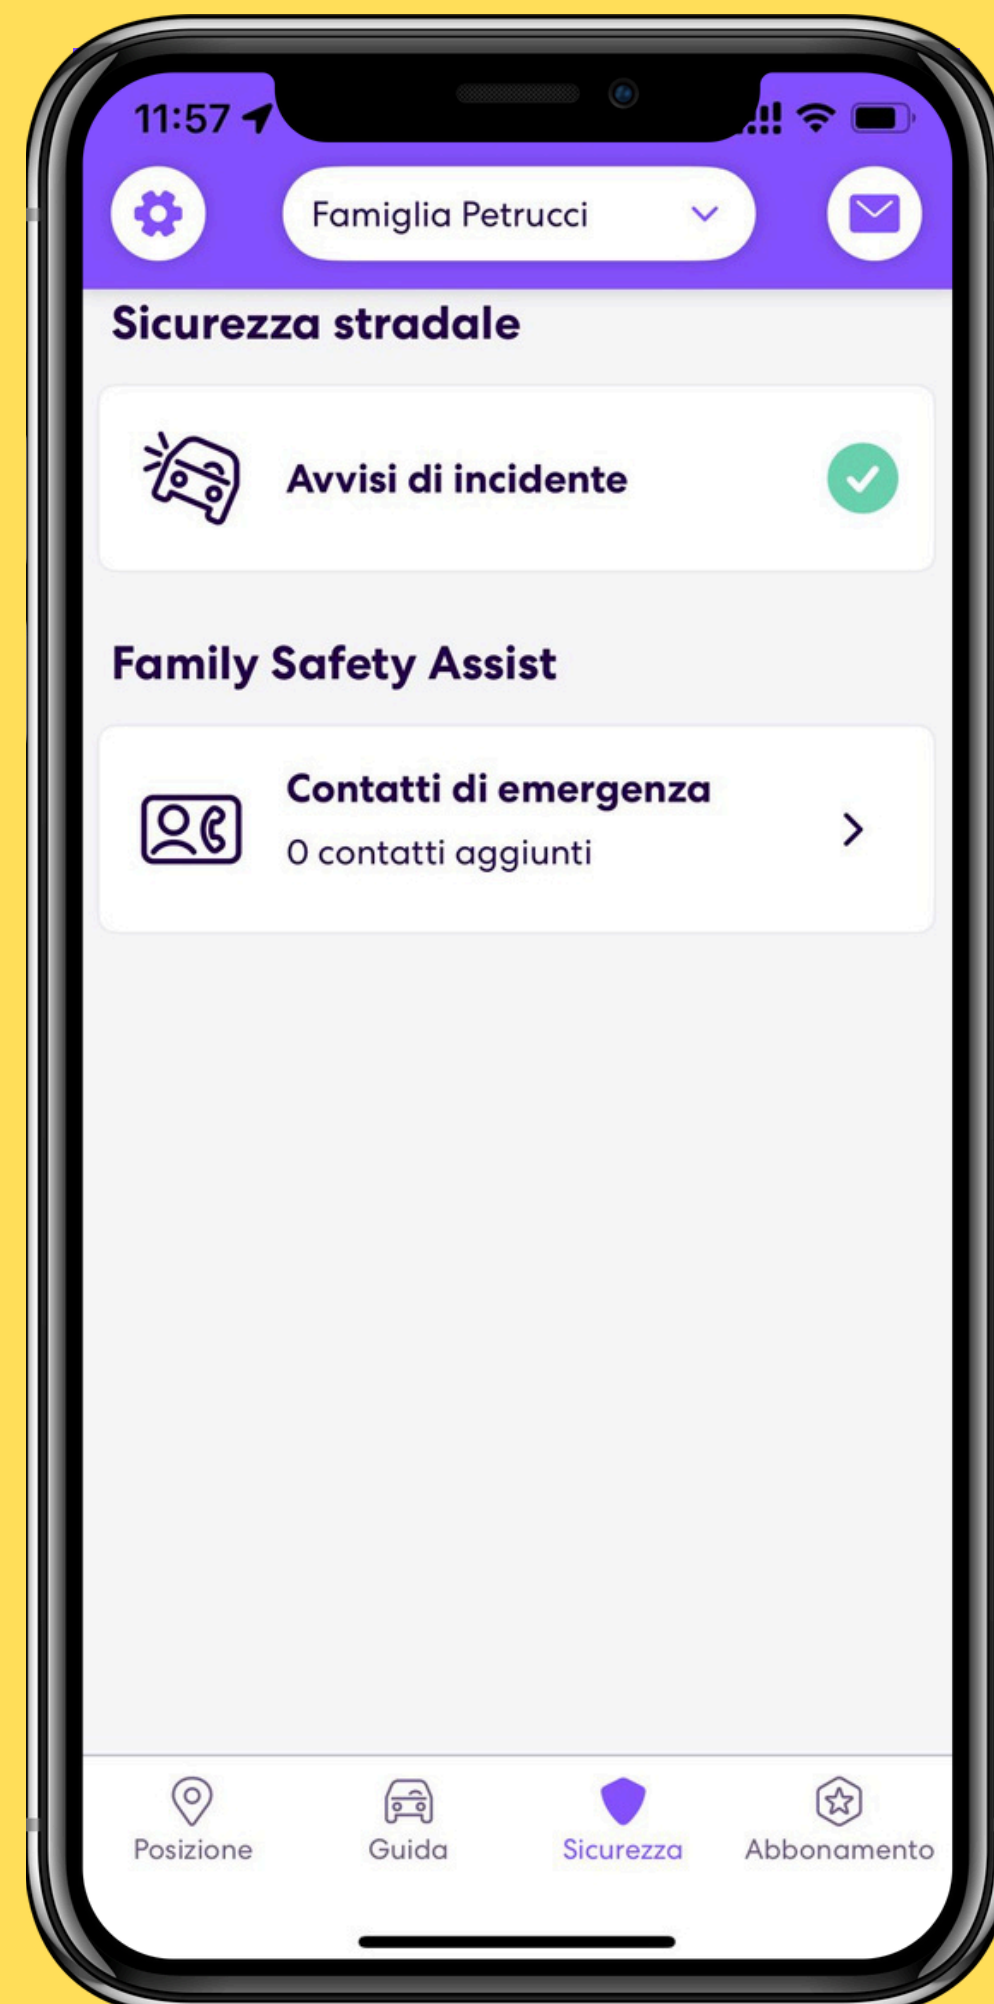 11:57
Famiglia Petrucci
Sicurezza stradale
Avvisi di incidente
Family Safety Assist
Contatti di emergenza
0 contatti aggiunti
Posizione
Guida
Sicurezza
Abbonamento